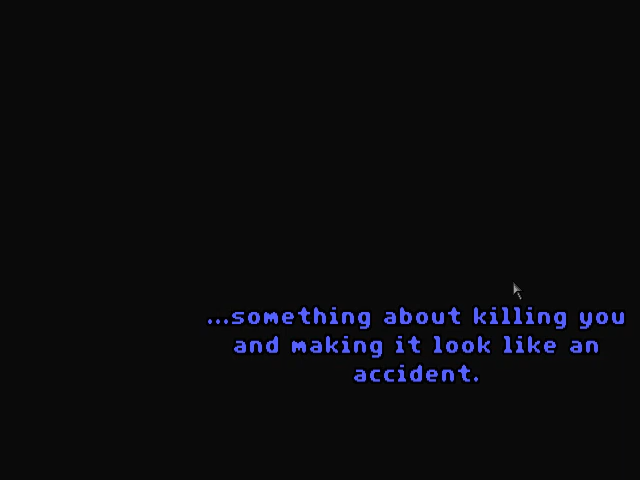 ...something about killing you
and making it look like an
accident.